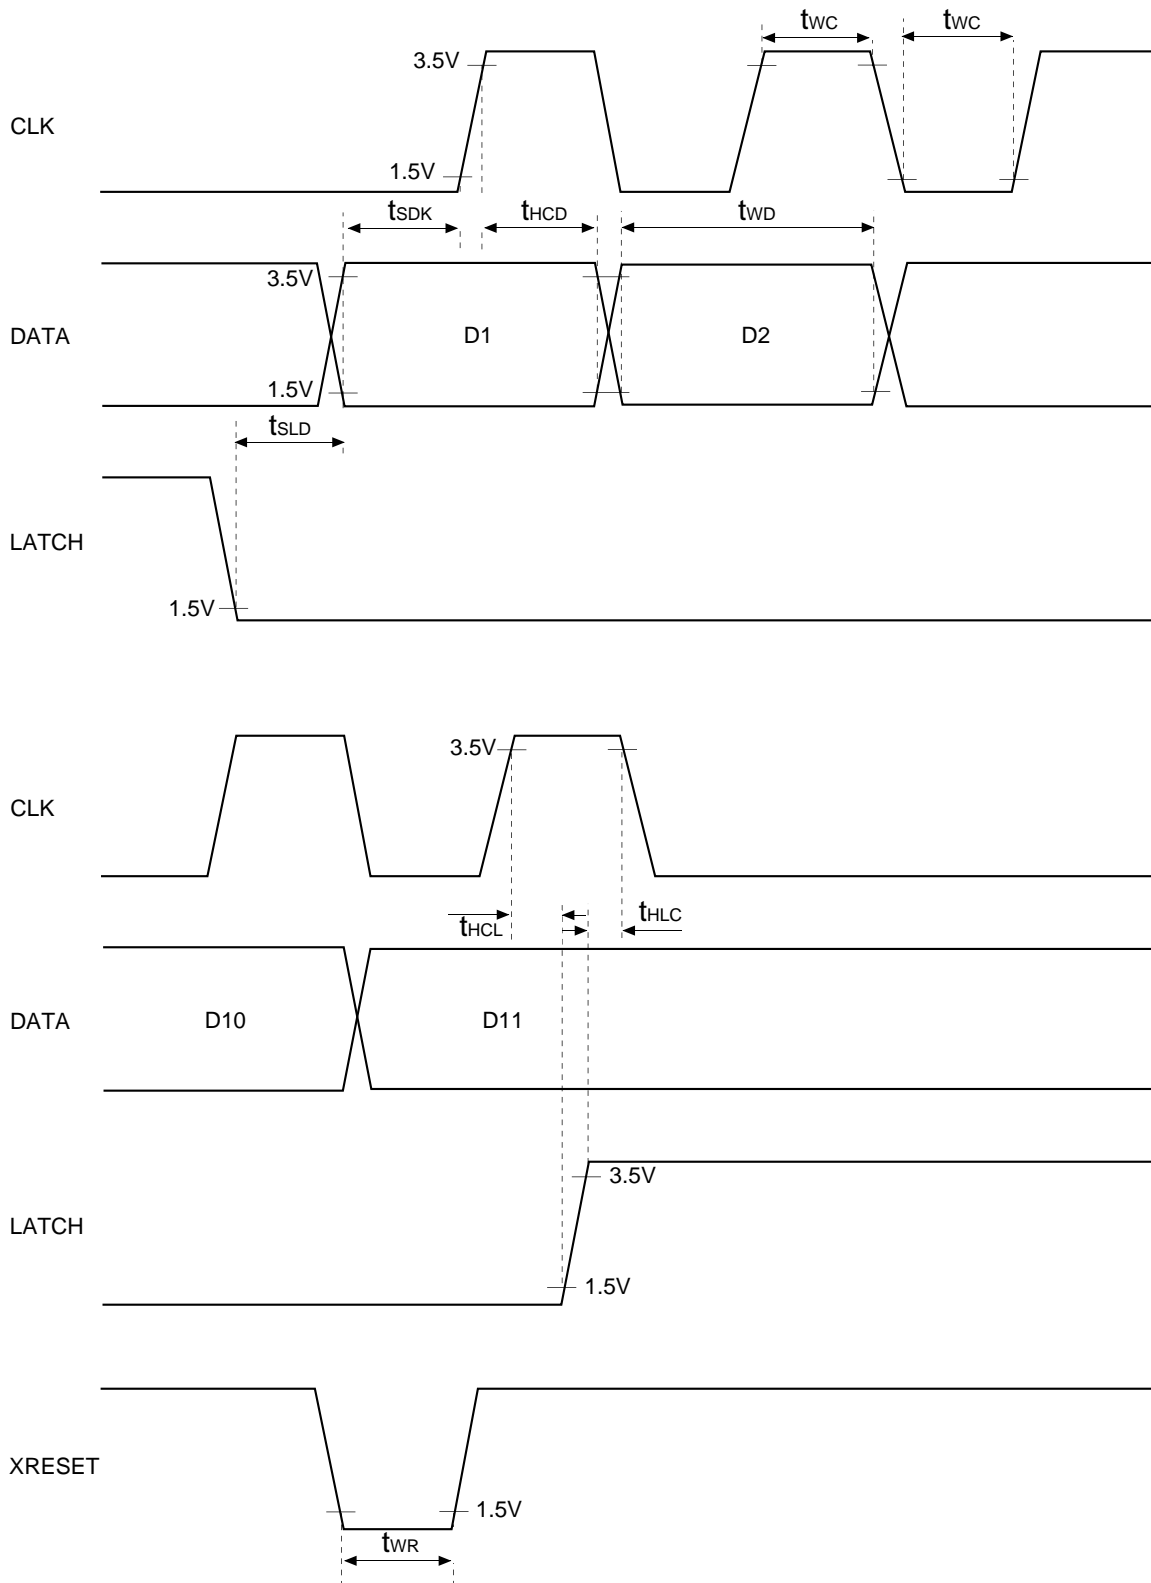 tWC tWC
3.5V
CLK
1.5V
tSDK tHCD tWD
3.5V
DATA D1 D2
1.5V
tSLD
LATCH
1.5V
3.5V
CLK
tHCL tHLC
DATA D10 D11
3.5V
LATCH
1.5V
XRESET
1.5V
tWR